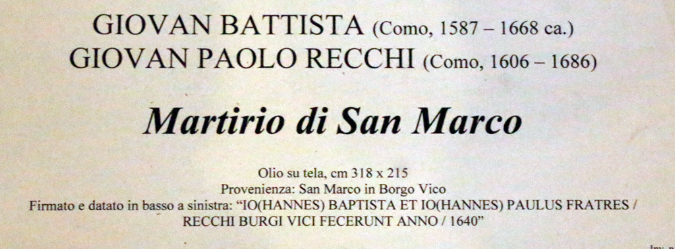 GIOVAN BATTISTA (Como, 1587 – 1668 ca.)
GIOVAN PAOLO RECCHI (Como, 1606 – 1686)
Martirio di San Marco
Olio su tela, cm 318 x 215
Provenienza: San Marco in Borgo Vico
Firmato e datato in basso a sinistra: “IO(HANNES) BAPTISTA ET IO(HANNES) PAULUS FRATRES /
RECCHI BURGI VICI FECERUNT ANNO / 1640”